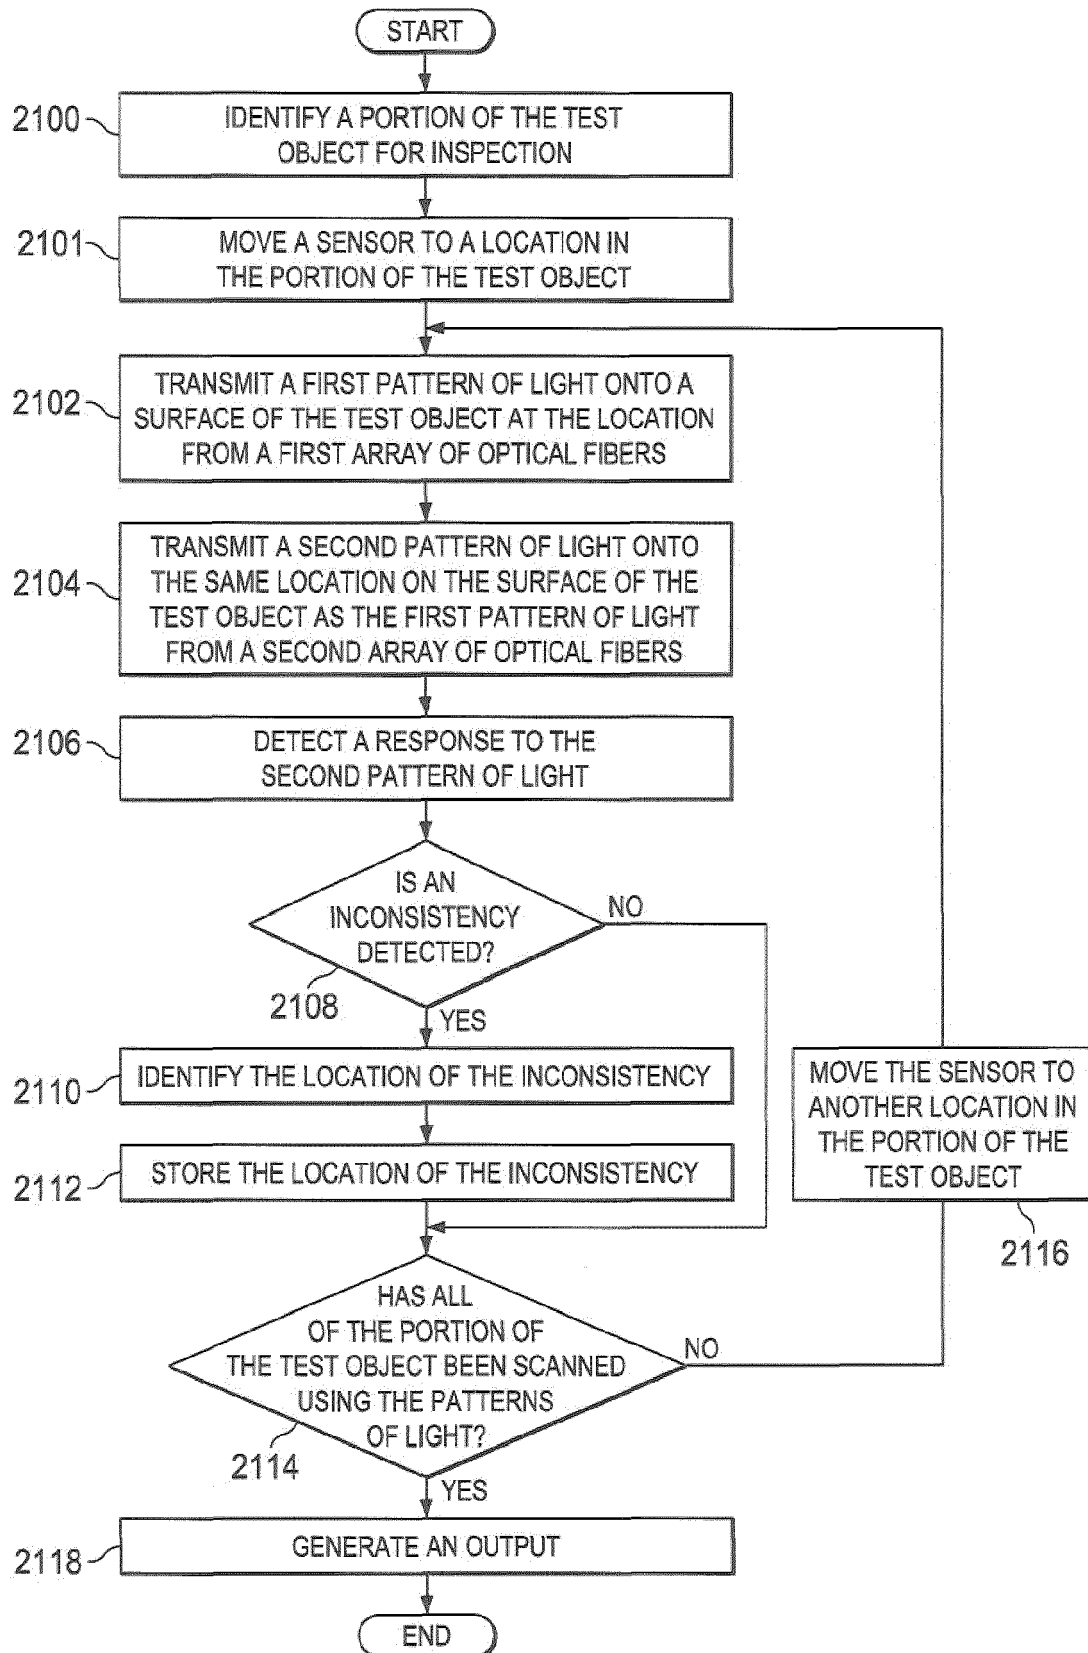 START
2100
IDENTIFY A PORTION OF THE TEST
OBJECT FOR INSPECTION
2101
MOVE A SENSOR TO A LOCATION IN
THE PORTION OF THE TEST OBJECT
2102
TRANSMIT A FIRST PATTERN OF LIGHT ONTO A
SURFACE OF THE TEST OBJECT AT THE LOCATION
FROM A FIRST ARRAY OF OPTICAL FIBERS
2104
TRANSMIT A SECOND PATTERN OF LIGHT ONTO
THE SAME LOCATION ON THE SURFACE OF THE
TEST OBJECT AS THE FIRST PATTERN OF LIGHT
FROM A SECOND ARRAY OF OPTICAL FIBERS
2106
DETECT A RESPONSE TO THE
SECOND PATTERN OF LIGHT
IS AN
INCONSISTENCY
DETECTED?
NO
2108
YES
2110
IDENTIFY THE LOCATION OF THE INCONSISTENCY
2112
STORE THE LOCATION OF THE INCONSISTENCY
MOVE THE SENSOR TO
ANOTHER LOCATION IN
THE PORTION OF THE
TEST OBJECT
2116
HAS ALL
OF THE PORTION OF
THE TEST OBJECT BEEN SCANNED
USING THE PATTERNS
OF LIGHT?
NO
2114
YES
2118
GENERATE AN OUTPUT
END